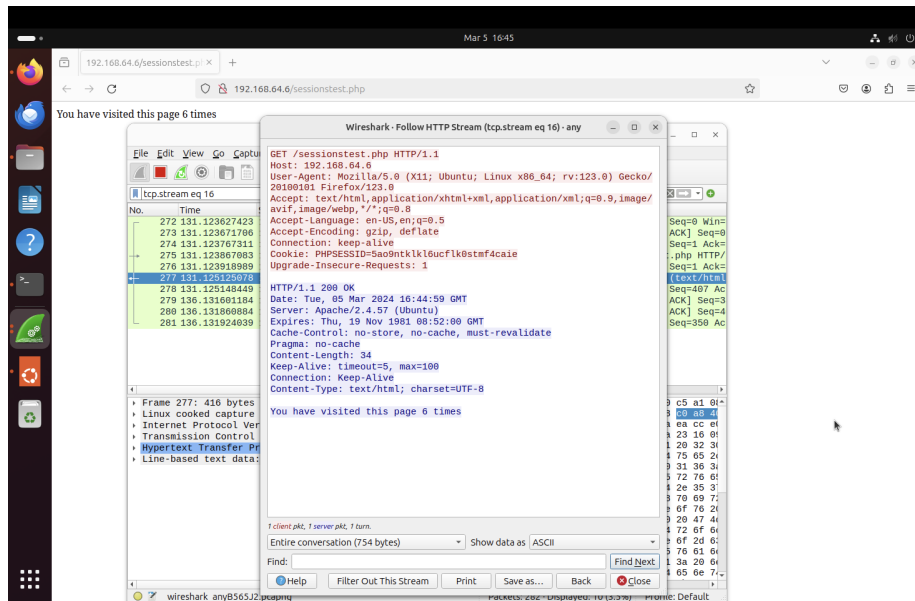 Mar 5 16:45
192.168.64.6/sessionstest.p
192.168.64.6/sessionstest.php
You have visited this page 6 times
Wireshark · Follow HTTP Stream (tcp.stream eq 16) · any
File Edit View Go Captu
tcp.stream eq 16
No. Time
272 131.123627423 Seq=0 Win=
273 131.123671706 ACK] Seq=0
274 131.123767311 Seq=1 Ack=
275 131.123867083 .php HTTP/
276 131.123918989 Seq=1 Ack=
277 131.125125078 (text/html
278 131.125148449 Seq=407 Ac
279 136.131601184 ACK] Seq=3
280 136.131860884 ACK] Seq=4
281 136.131924039 Seq=350 Ac
GET /sessionstest.php HTTP/1.1
Host: 192.168.64.6
User-Agent: Mozilla/5.0 (X11; Ubuntu; Linux x86_64; rv:123.0) Gecko/
20100101 Firefox/123.0
Accept: text/html,application/xhtml+xml,application/xml;q=0.9,image/
avif,image/webp,*/*;q=0.8
Accept-Language: en-US,en;q=0.5
Accept-Encoding: gzip, deflate
Connection: keep-alive
Cookie: PHPSESSID=5ao9ntklkl6ucflk0stmf4caie
Upgrade-Insecure-Requests: 1
HTTP/1.1 200 OK
Date: Tue, 05 Mar 2024 16:44:59 GMT
Server: Apache/2.4.57 (Ubuntu)
Expires: Thu, 19 Nov 1981 08:52:00 GMT
Cache-Control: no-store, no-cache, must-revalidate
Pragma: no-cache
Content-Length: 34
Keep-Alive: timeout=5, max=100
Connection: Keep-Alive
Content-Type: text/html; charset=UTF-8
You have visited this page 6 times
Frame 277: 416 bytes
Linux cooked capture
Internet Protocol Ver
Transmission Control
Hypertext Transfer Pr
Line-based text data:
1 client pkt, 1 server pkt, 1 turn.
Entire conversation (754 bytes) Show data as ASCII
Find: Find Next
Help Filter Out This Stream Print Save as... Back Close
wireshark_anyB565J2.pcapng Packets: 282 · Displayed: 10 (3.5%) Profile: Default